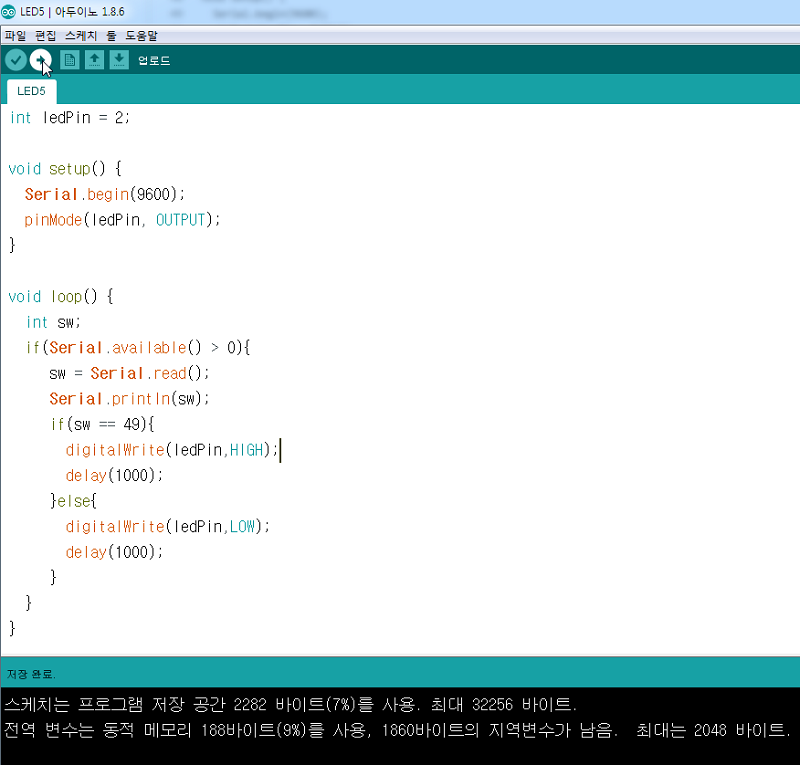 LED5 | 아두이노 1.8.6
파일 편집 스케치 툴 도움말
업로드
LED5
int ledPin = 2;
void setup() {
Serial.begin(9600);
pinMode(ledPin, OUTPUT);
}
void loop() {
int sw;
if(Serial.available() > 0){
sw = Serial.read();
Serial.println(sw);
if(sw == 49){
digitalWrite(ledPin,HIGH);
delay(1000);
}else{
digitalWrite(ledPin,LOW);
delay(1000);
}
}
}
저장 완료.
스케치는 프로그램 저장 공간 2282 바이트(7%)를 사용. 최대 32256 바이트.
전역 변수는 동적 메모리 188바이트(9%)를 사용, 1860바이트의 지역변수가 남음. 최대는 2048 바이트.